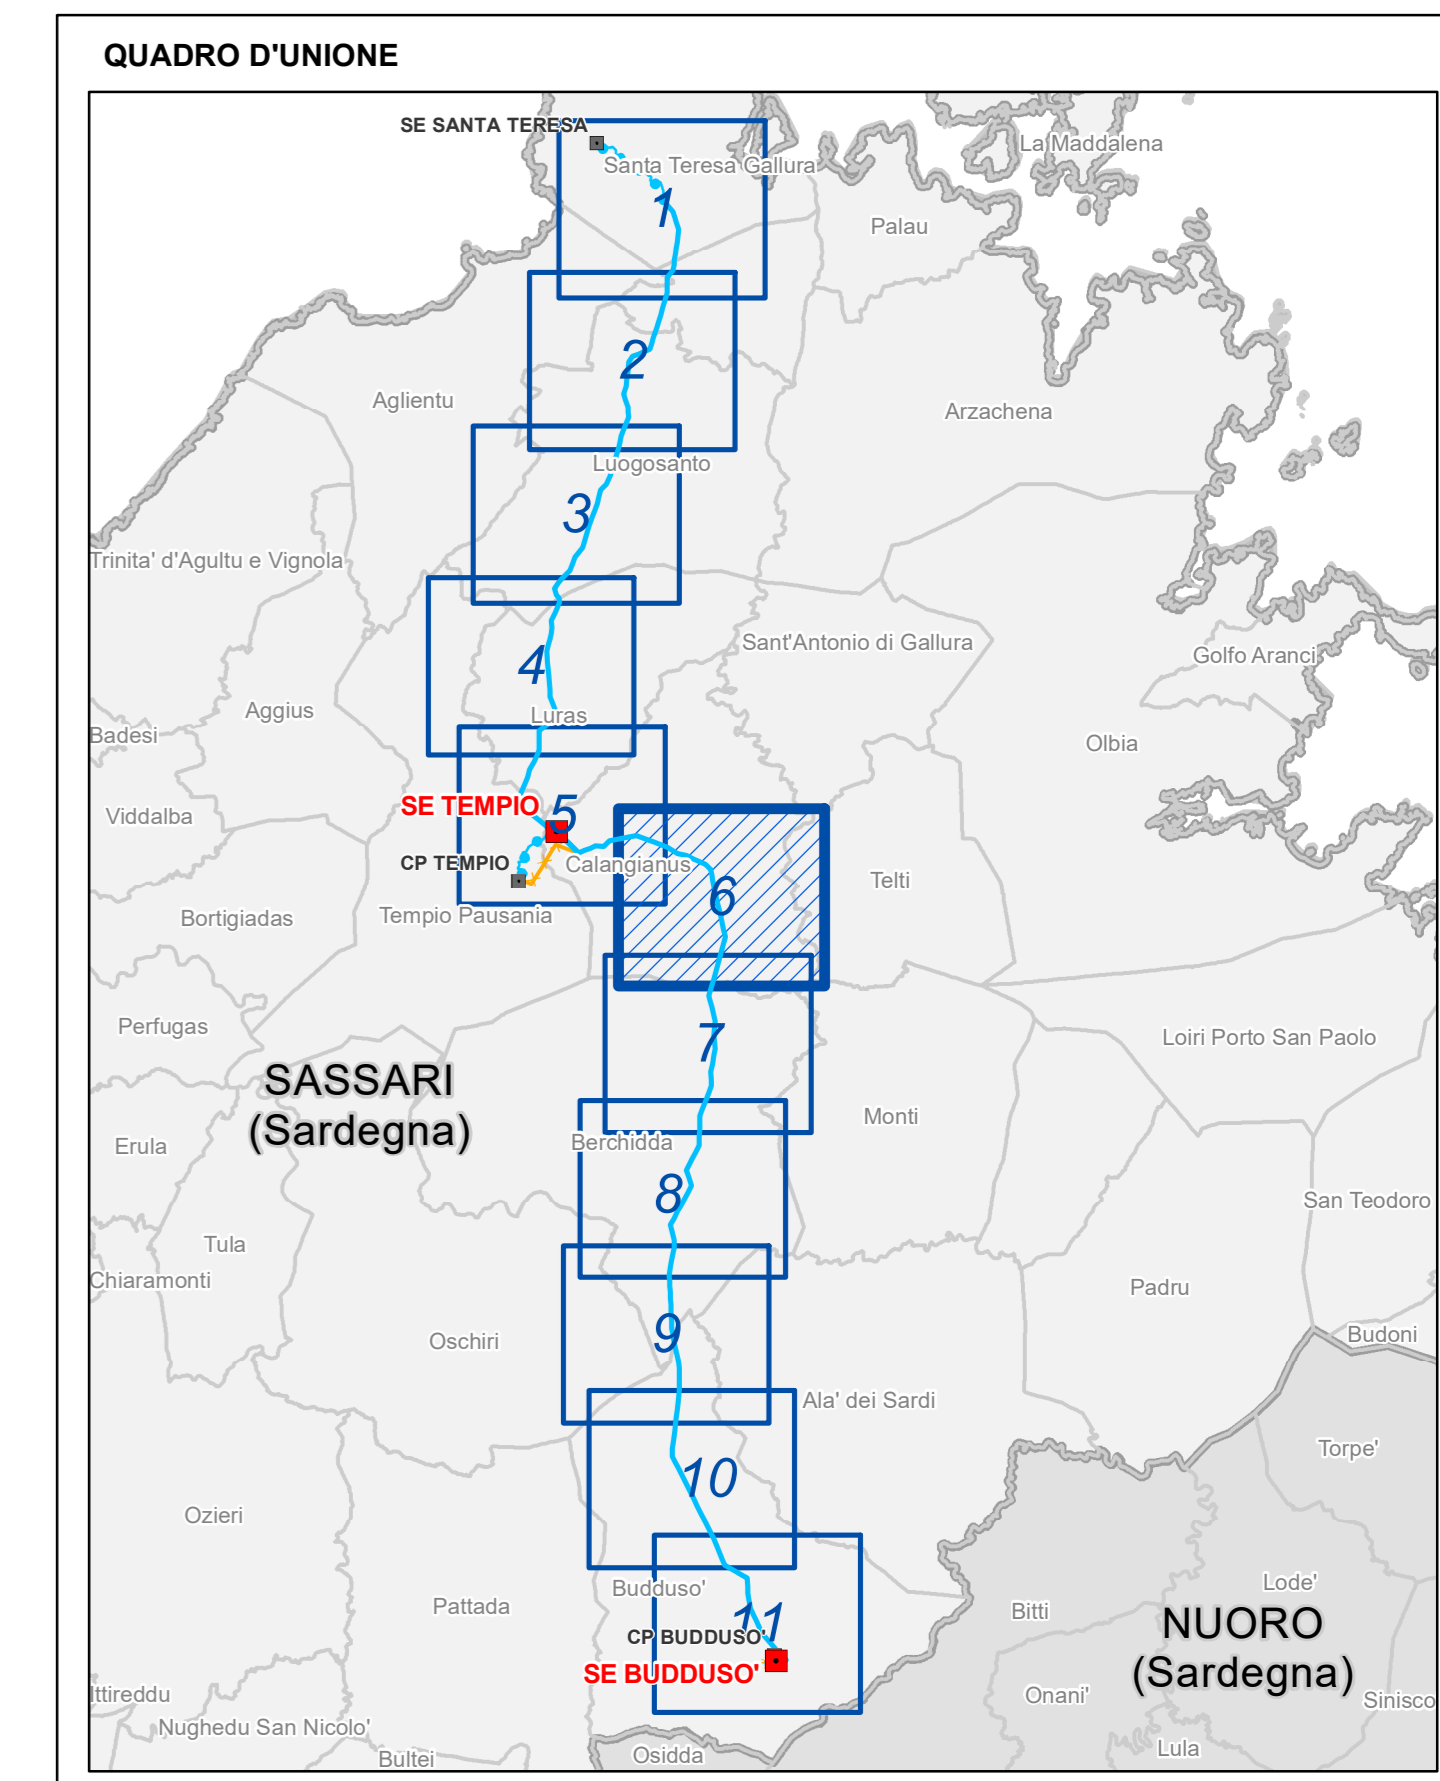 QUADRO D'UNIONE
SE SANTA TERESA
Santa Teresa Gallura
La Maddalena
1
Palau
2
Aglientu
Arzachena
Luogosanto
3
Trinita' d'Agultu e Vignola
Sant'Antonio di Gallura
Golfo Aranci
4
Aggius
Luras
Badesi
Olbia
SE TEMPIO
5
Viddalba
CP TEMPIO
Calangianus
Telti
6
Tempio Pausania
Bortigiadas
Perfugas
Loiri Porto San Paolo
7
SASSARI
(Sardegna)
Monti
Erula
Berchidda
8
San Teodoro
Tula
Chiaramonti
Padru
9
Oschiri
Budoni
Ala' dei Sardi
Torpe'
10
Ozieri
Budduso'
Lode'
Pattada
Bitti
11
NUORO
(Sardegna)
CP BUDDUSO'
SE BUDDUSO'
Ittireddu
Onani'
Sinisco
Nughedu San Nicolo'
Bultei
Osidda
Lula